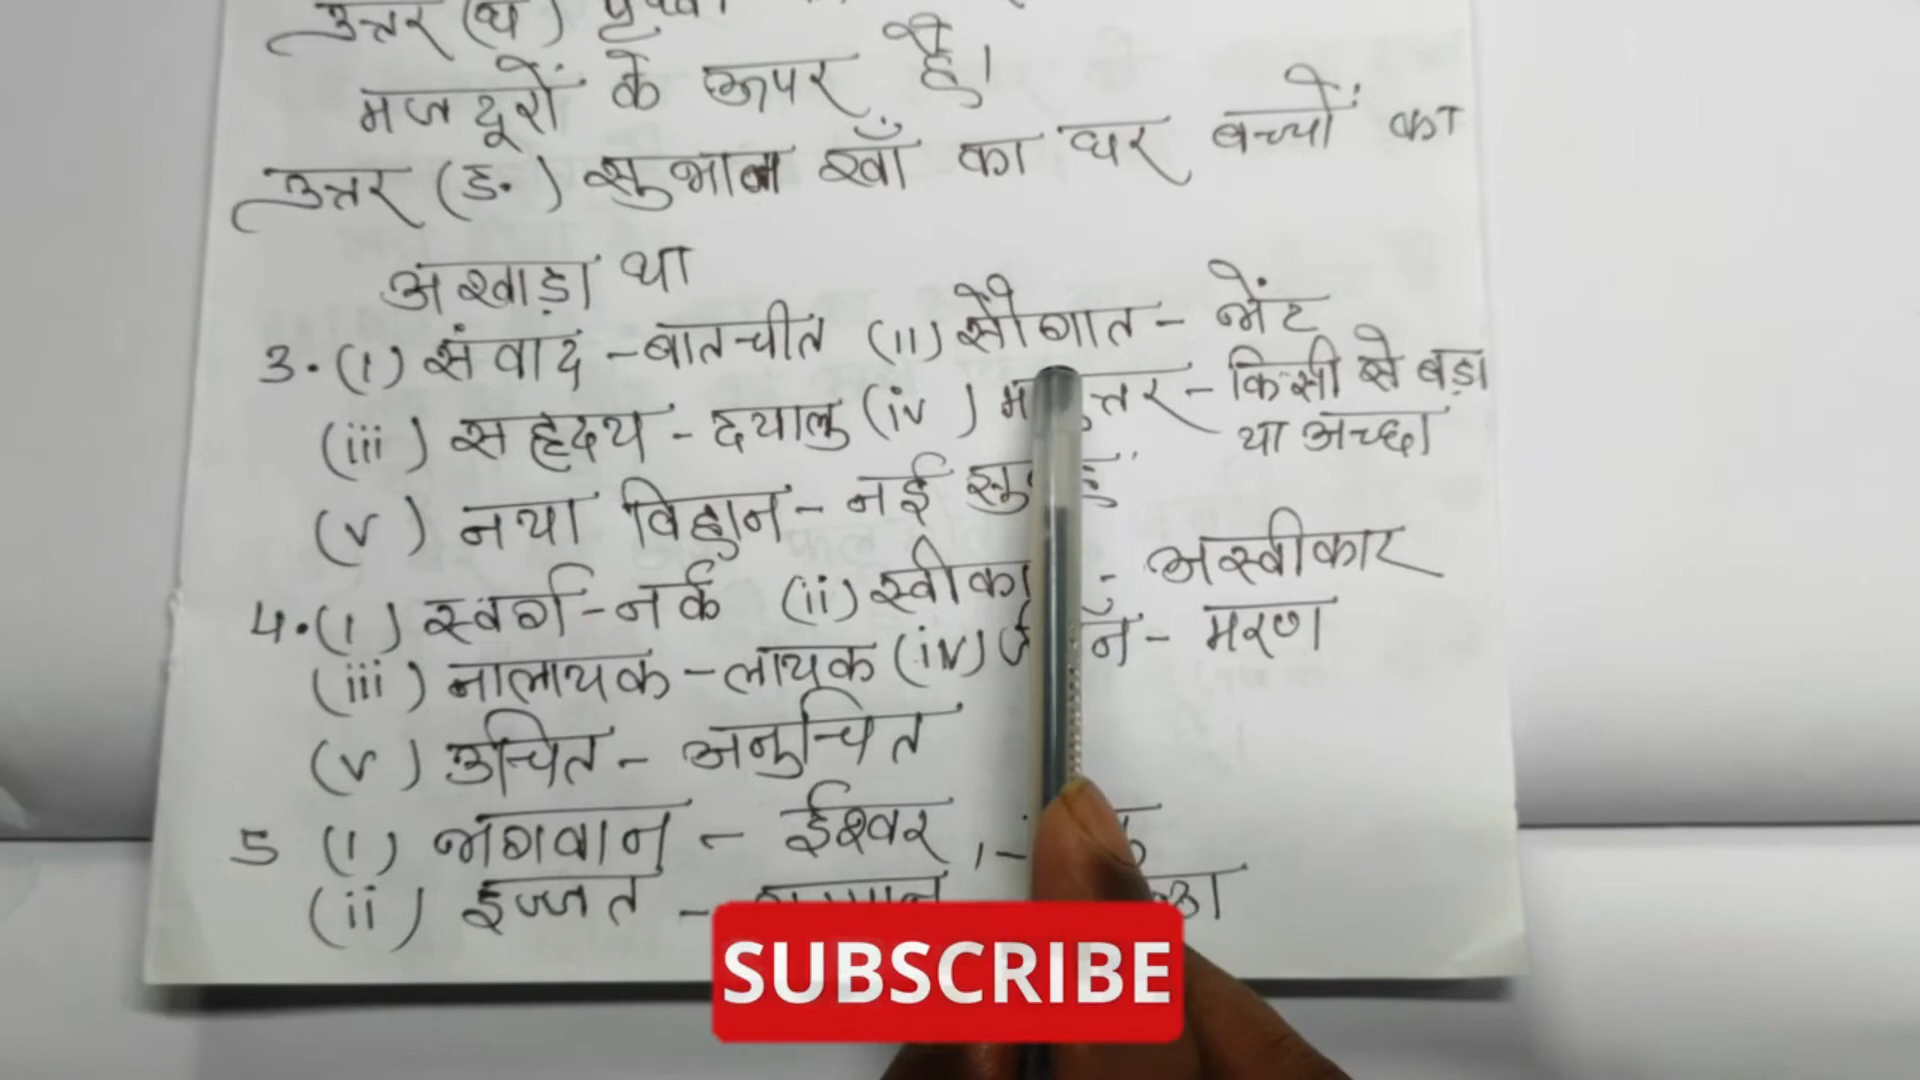 उत्तर (घ)
मजदूरों के ऊपर है।
उत्तर (ङ.) सुभान खाँ का घर बच्चों का
अखाड़ा था
3. (i) संवाद - बातचीत (ii) सौगात - भेंट
(iii) सहृदय - दयालु (iv) - किसी से बड़ा
या अच्छा
(v) नया विहान - नई
4. (i) स्वर्ग - नर्क (ii) - अस्वीकार
(iii) नालायक - लायक (iv) - मरण
(v) उचित - अनुचित
5 (i) भगवान - ईश्वर,
(ii) इज्जत -
SUBSCRIBE